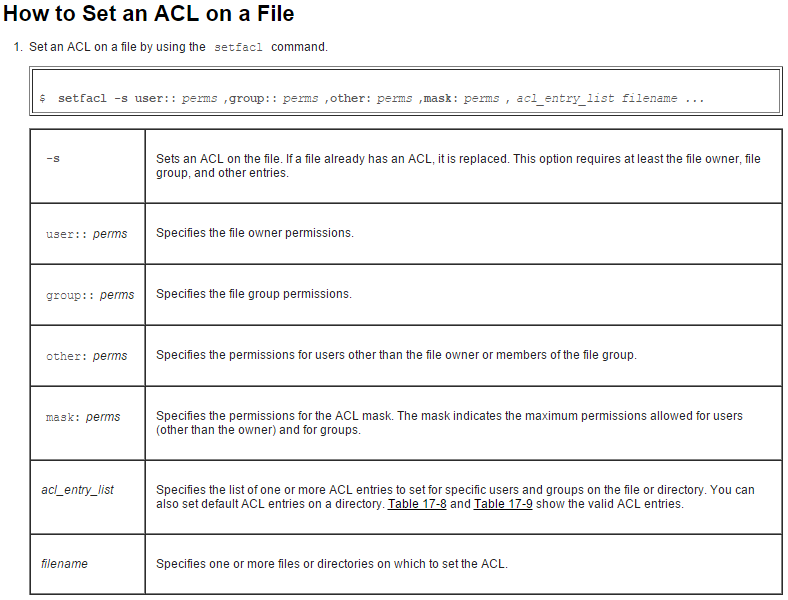 How to Set an ACL on a File
1. Set an ACL on a file by using the setfacl command.
$ setfacl -s user:: perms ,group:: perms ,other: perms ,mask: perms , acl_entry_list filename ...
-s
Sets an ACL on the file. If a file already has an ACL, it is replaced. This option requires at least the file owner, file
group, and other entries.
user:: perms
Specifies the file owner permissions.
group:: perms
Specifies the file group permissions.
other: perms
Specifies the permissions for users other than the file owner or members of the file group.
mask: perms
Specifies the permissions for the ACL mask. The mask indicates the maximum permissions allowed for users
(other than the owner) and for groups.
acl_entry_list
Specifies the list of one or more ACL entries to set for specific users and groups on the file or directory. You can
also set default ACL entries on a directory. Table 17-8 and Table 17-9 show the valid ACL entries.
filename
Specifies one or more files or directories on which to set the ACL.